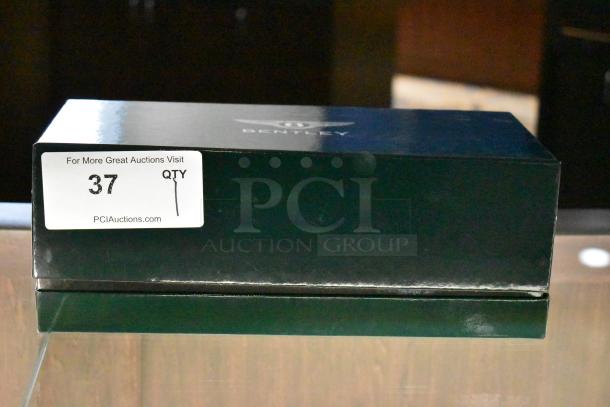 BENTLEY
For More Great Auctions Visit
37
QTY
1
PCIAuctions.com
PCI
AUCTION GROUP